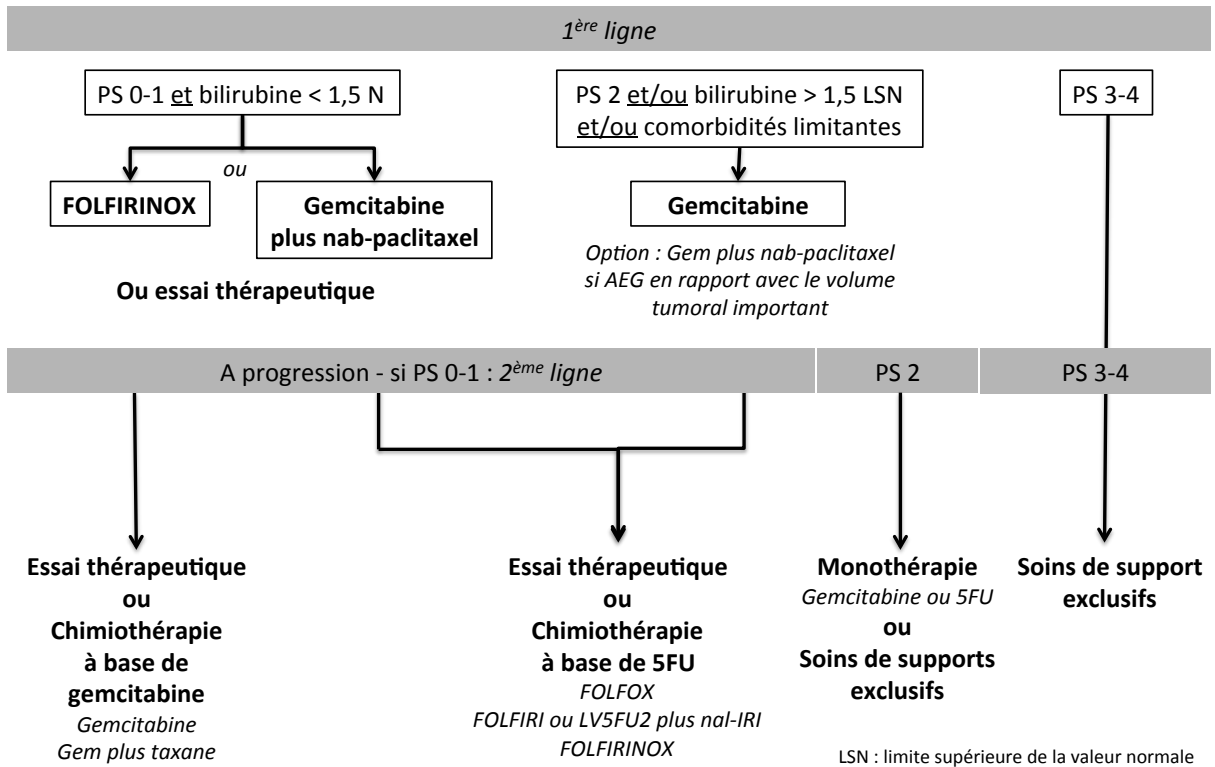 1ère ligne
PS 0-1 et bilirubine < 1,5 N
PS 2 et/ou bilirubine > 1,5 LSN
et/ou comorbidités limitantes
PS 3-4
ou
FOLFIRINOX
Gemcitabine
plus nab-paclitaxel
Gemcitabine
Ou essai thérapeutique
Option : Gem plus nab-paclitaxel
si AEG en rapport avec le volume
tumoral important
A progression - si PS 0-1 : 2ème ligne
PS 2
PS 3-4
Essai thérapeutique
ou
Chimiothérapie
à base de
gemcitabine
Gemcitabine
Gem plus taxane
Essai thérapeutique
ou
Chimiothérapie
à base de 5FU
FOLFOX
FOLFIRI ou LV5FU2 plus nal-IRI
FOLFIRINOX
Monothérapie
Gemcitabine ou 5FU
ou
Soins de supports
exclusifs
Soins de support
exclusifs
LSN : limite supérieure de la valeur normale